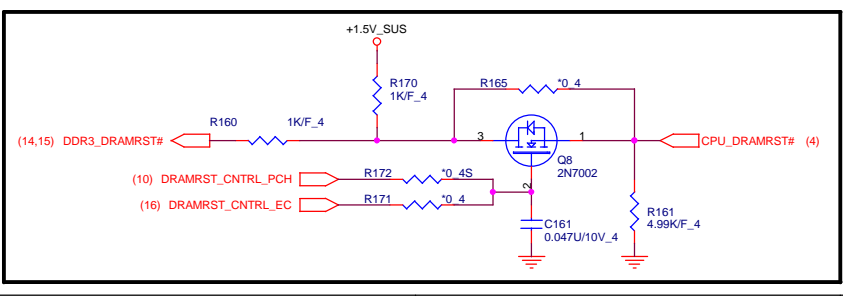 +1.5V_SUS
R170
1K/F_4
R165 *0_4
R160 1K/F_4
(14,15) DDR3_DRAMRST#
3
1
CPU_DRAMRST# (4)
Q8
2N7002
(10) DRAMRST_CNTRL_PCH
R172 *0_4S
2
(16) DRAMRST_CNTRL_EC
R171 *0_4
C161
0.047U/10V_4
R161
4.99K/F_4